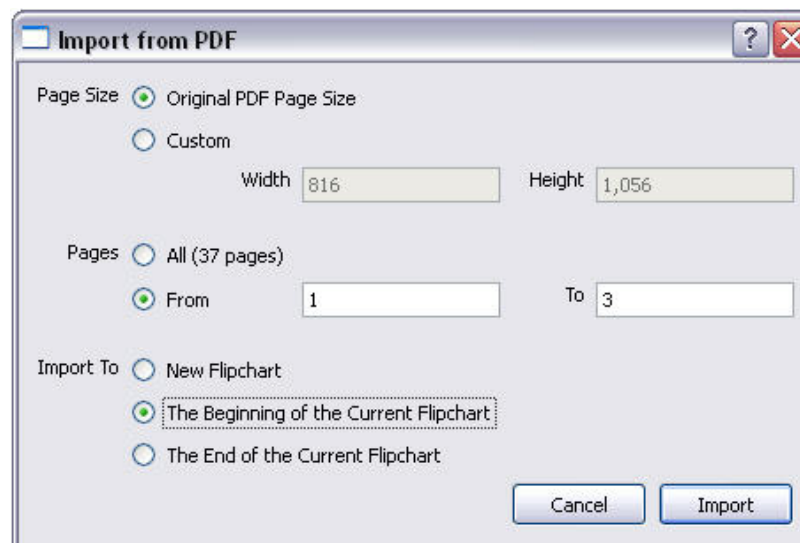 Import from PDF
Page Size Original PDF Page Size
Custom
Width 816 Height 1,056
Pages All (37 pages)
From 1 To 3
Import To New Flipchart
The Beginning of the Current Flipchart
The End of the Current Flipchart
Cancel Import